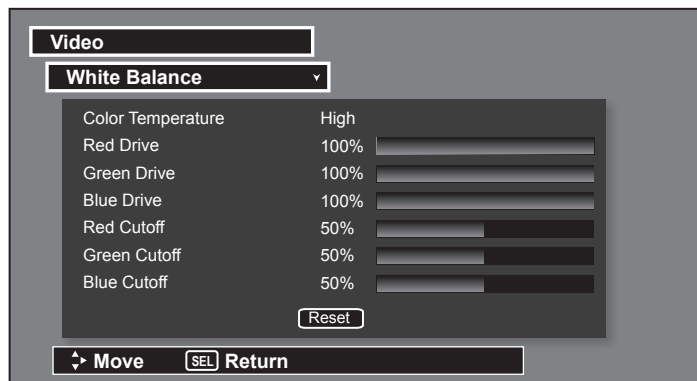 Video
White Balance
Color Temperature High
Red Drive 100%
Green Drive 100%
Blue Drive 100%
Red Cutoff 50%
Green Cutoff 50%
Blue Cutoff 50%
Reset
Move SEL Return